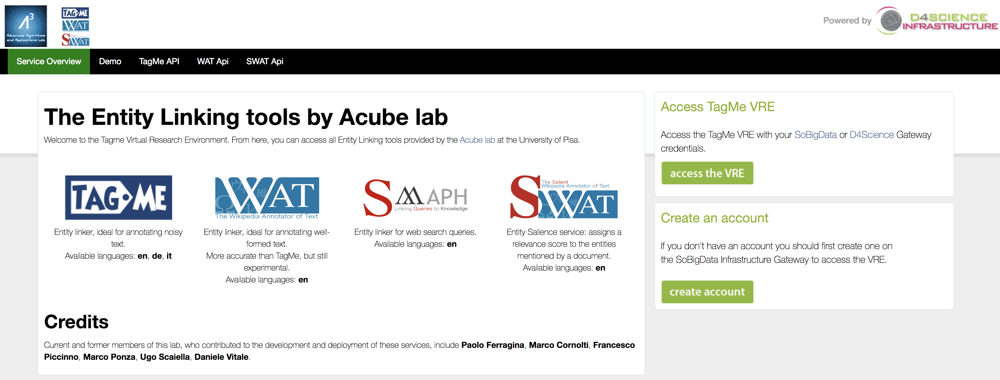 Λ3
Advanced Algorithms
and Applications Lab
TAG•ME
WAT
SWAT
Powered by
D4SCIENCE
INFRASTRUCTURE
Service Overview
Demo
TagMe API
WAT Api
SWAT Api
The Entity Linking tools by Acube lab
Welcome to the Tagme Virtual Research Environment. From here, you can access all Entity Linking tools provided by the Acube lab at the University of Pisa.
TAG•ME
Entity linker, ideal for annotating noisy
text.
Available languages: en, de, it
WAT
The Wikipedia Annotator of Text
Entity linker, ideal for annotating well-
formed text.
More accurate than TagMe, but still
experimental.
Available languages: en
SMAPH
Linking Queries to Knowledge
Entity linker for web search queries.
Available languages: en
The Salient
Wikipedia Annotator of Text
SWAT
Entity Salience service: assigns a
relevance score to the entities
mentioned by a document.
Available languages: en
Credits
Current and former members of this lab, who contributed to the development and deployment of these services, include Paolo Ferragina, Marco Cornolti, Francesco
Piccinno, Marco Ponza, Ugo Scaiella, Daniele Vitale.
Access TagMe VRE
Access the TagMe VRE with your SoBigData or D4Science Gateway
credentials.
access the VRE
Create an account
If you don't have an account you should first create one on
the SoBigData Infrastructure Gateway to access the VRE.
create account